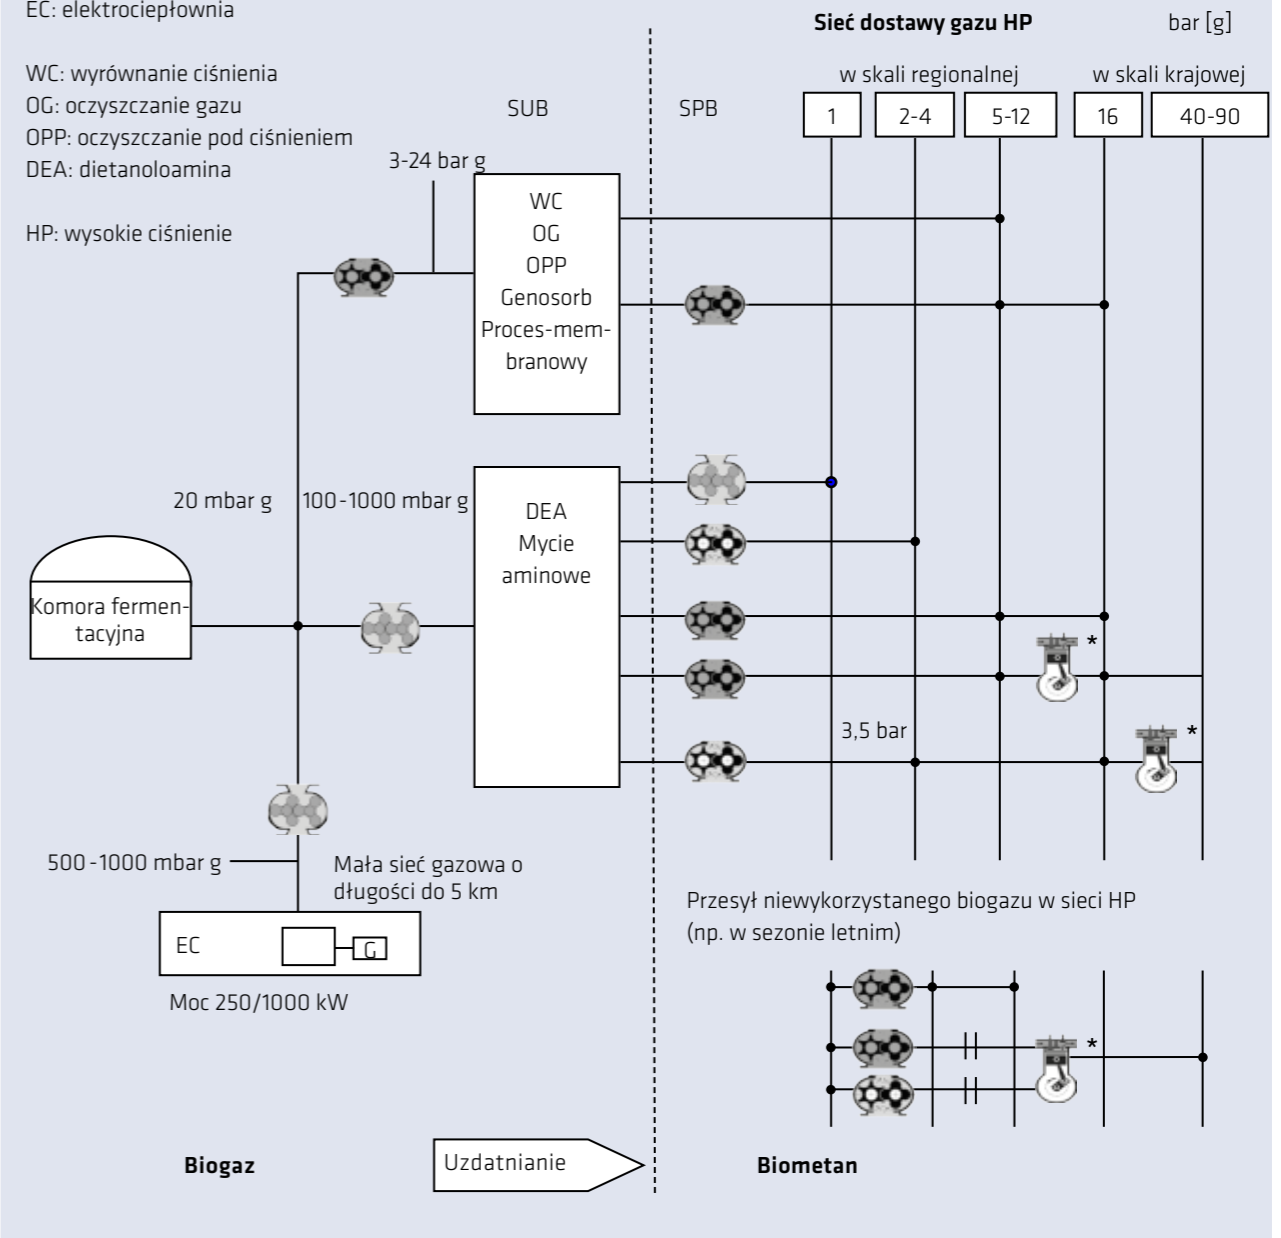 EC: elektrociepłownia
WC: wyrównanie ciśnienia
OG: oczyszczanie gazu
OPP: oczyszczanie pod ciśnieniem
DEA: dietanoloamina
HP: wysokie ciśnienie
SUB
SPB
Sieć dostawy gazu HP
bar [g]
w skali regionalnej
w skali krajowej
1
2-4
5-12
16
40-90
3-24 bar g
WC
OG
OPP
Genosorb
Proces-mem-
branowy
20 mbar g
100-1000 mbar g
DEA
Mycie
aminowe
Komora fermen-
tacyjna
*
3,5 bar
*
500-1000 mbar g
Mała sieć gazowa o
długości do 5 km
EC
G
Moc 250/1000 kW
Przesył niewykorzystanego biogazu w sieci HP
(np. w sezonie letnim)
*
Biogaz
Uzdatnianie
Biometan